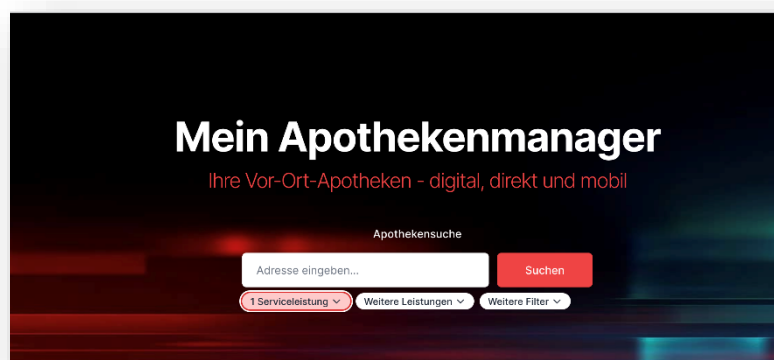 Mein Apothekenmanager
Ihre Vor-Ort-Apotheken - digital, direkt und mobil
Apothekensuche
Adresse eingeben...
Suchen
1 Serviceleistung
Weitere Leistungen
Weitere Filter